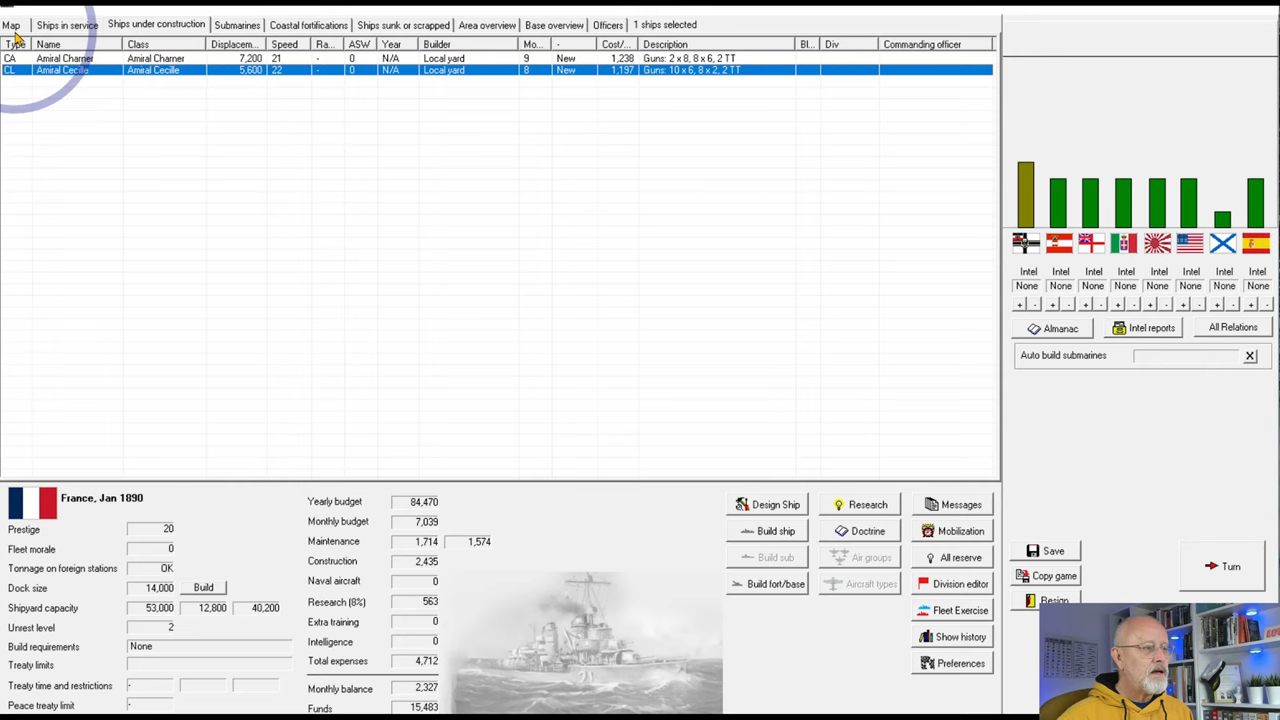 Map Ships in service Ships under construction Submarines Coastal fortifications Ships sunk or scrapped Area overview Base overview Officers 1 ships selected
Type Name Class Displacem... Speed Ra... ASW Year Builder Mo... - Cost/... Description Bl... Div Commanding officer
CA Amiral Charner Amiral Charner 7,200 21 - 0 N/A Local yard 9 New 1,238 Guns: 2 x 8, 8 x 6, 2 TT
CL Amiral Cecille Amiral Cecille 5,600 22 - 0 N/A Local yard 8 New 1,197 Guns: 10 x 6, 8 x 2, 2 TT
Intel Intel Intel Intel Intel Intel Intel Intel
None None None None None None None None
+ - + - + - + - + - + - + - + -
Almanac Intel reports All Relations
Auto build submarines X
France, Jan 1890
Prestige 20
Fleet morale 0
Tonnage on foreign stations OK
Dock size 14,000 Build
Shipyard capacity 53,000 12,800 40,200
Unrest level 2
Build requirements None
Treaty limits
Treaty time and restrictions -
Peace treaty limit -
Yearly budget 84,470
Monthly budget 7,039
Maintenance 1,714 1,574
Construction 2,435
Naval aircraft 0
Research (8%) 563
Extra training 0
Intelligence 0
Total expenses 4,712
Monthly balance 2,327
Funds 15,483
Design Ship Research Messages
Build ship Doctrine Mobilization
Build sub Air groups All reserve
Build fort/base Aircraft types Division editor
Fleet Exercise
Show history
Preferences
Save
Copy game
Resign
Turn